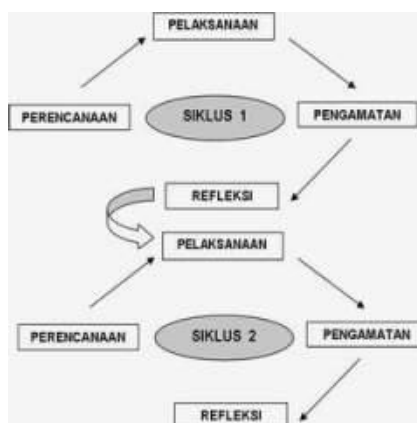 PELAKSANAAN
PERENCANAAN
SIKLUS 1
PENGAMATAN
REFLEKSI
PELAKSANAAN
PERENCANAAN
SIKLUS 2
PENGAMATAN
REFLEKSI